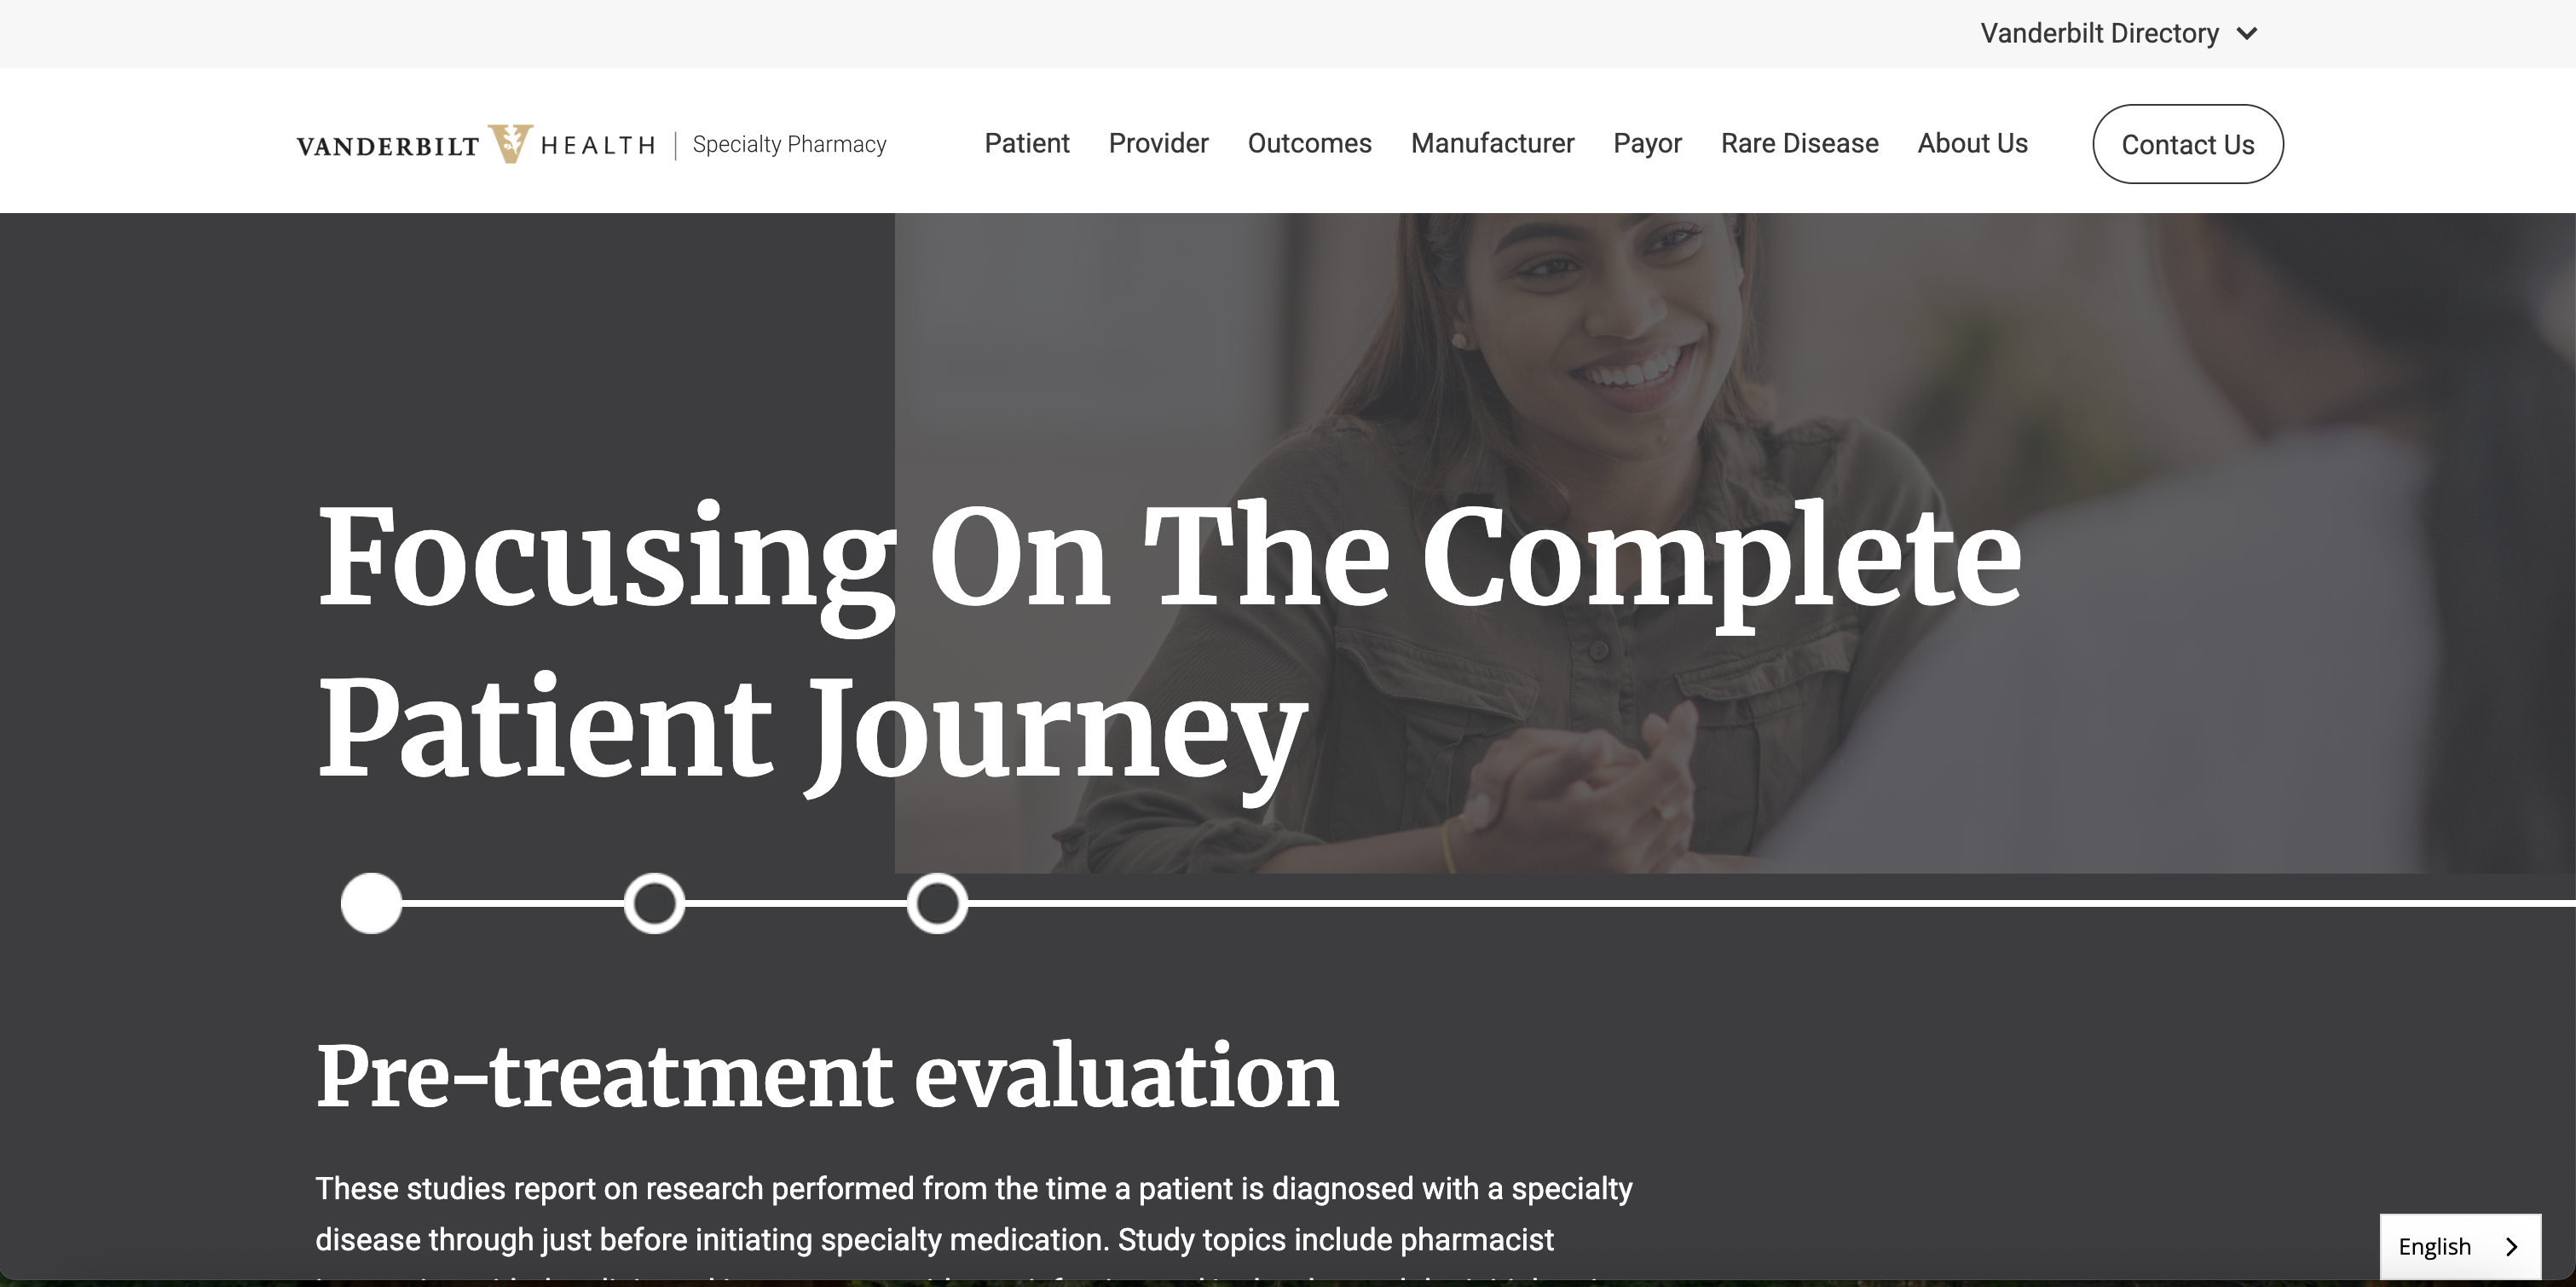 Vanderbilt Directory
VANDERBILT V HEALTH | Specialty Pharmacy
Patient Provider Outcomes Manufacturer Payor Rare Disease About Us Contact Us
Focusing On The Complete
Patient Journey
Pre-treatment evaluation
These studies report on research performed from the time a patient is diagnosed with a specialty
disease through just before initiating specialty medication. Study topics include pharmacist
English